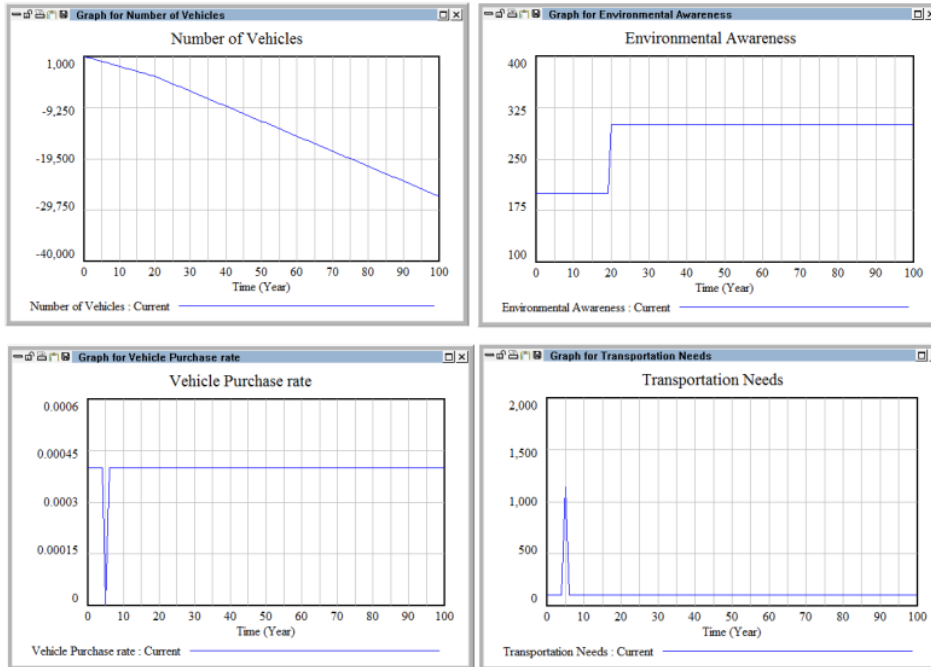 Graph for Number of Vehicles
Number of Vehicles
1,000
-9,250
-19,500
-29,750
-40,000
0 10 20 30 40 50 60 70 80 90 100
Time (Year)
Number of Vehicles : Current
Graph for Environmental Awareness
Environmental Awareness
400
325
250
175
100
0 10 20 30 40 50 60 70 80 90 100
Time (Year)
Environmental Awareness : Current
Graph for Vehicle Purchase rate
Vehicle Purchase rate
0.0006
0.00045
0.0003
0.00015
0
0 10 20 30 40 50 60 70 80 90 100
Time (Year)
Vehicle Purchase rate : Current
Graph for Transportation Needs
Transportation Needs
2,000
1,500
1,000
500
0
0 10 20 30 40 50 60 70 80 90 100
Time (Year)
Transportation Needs : Current